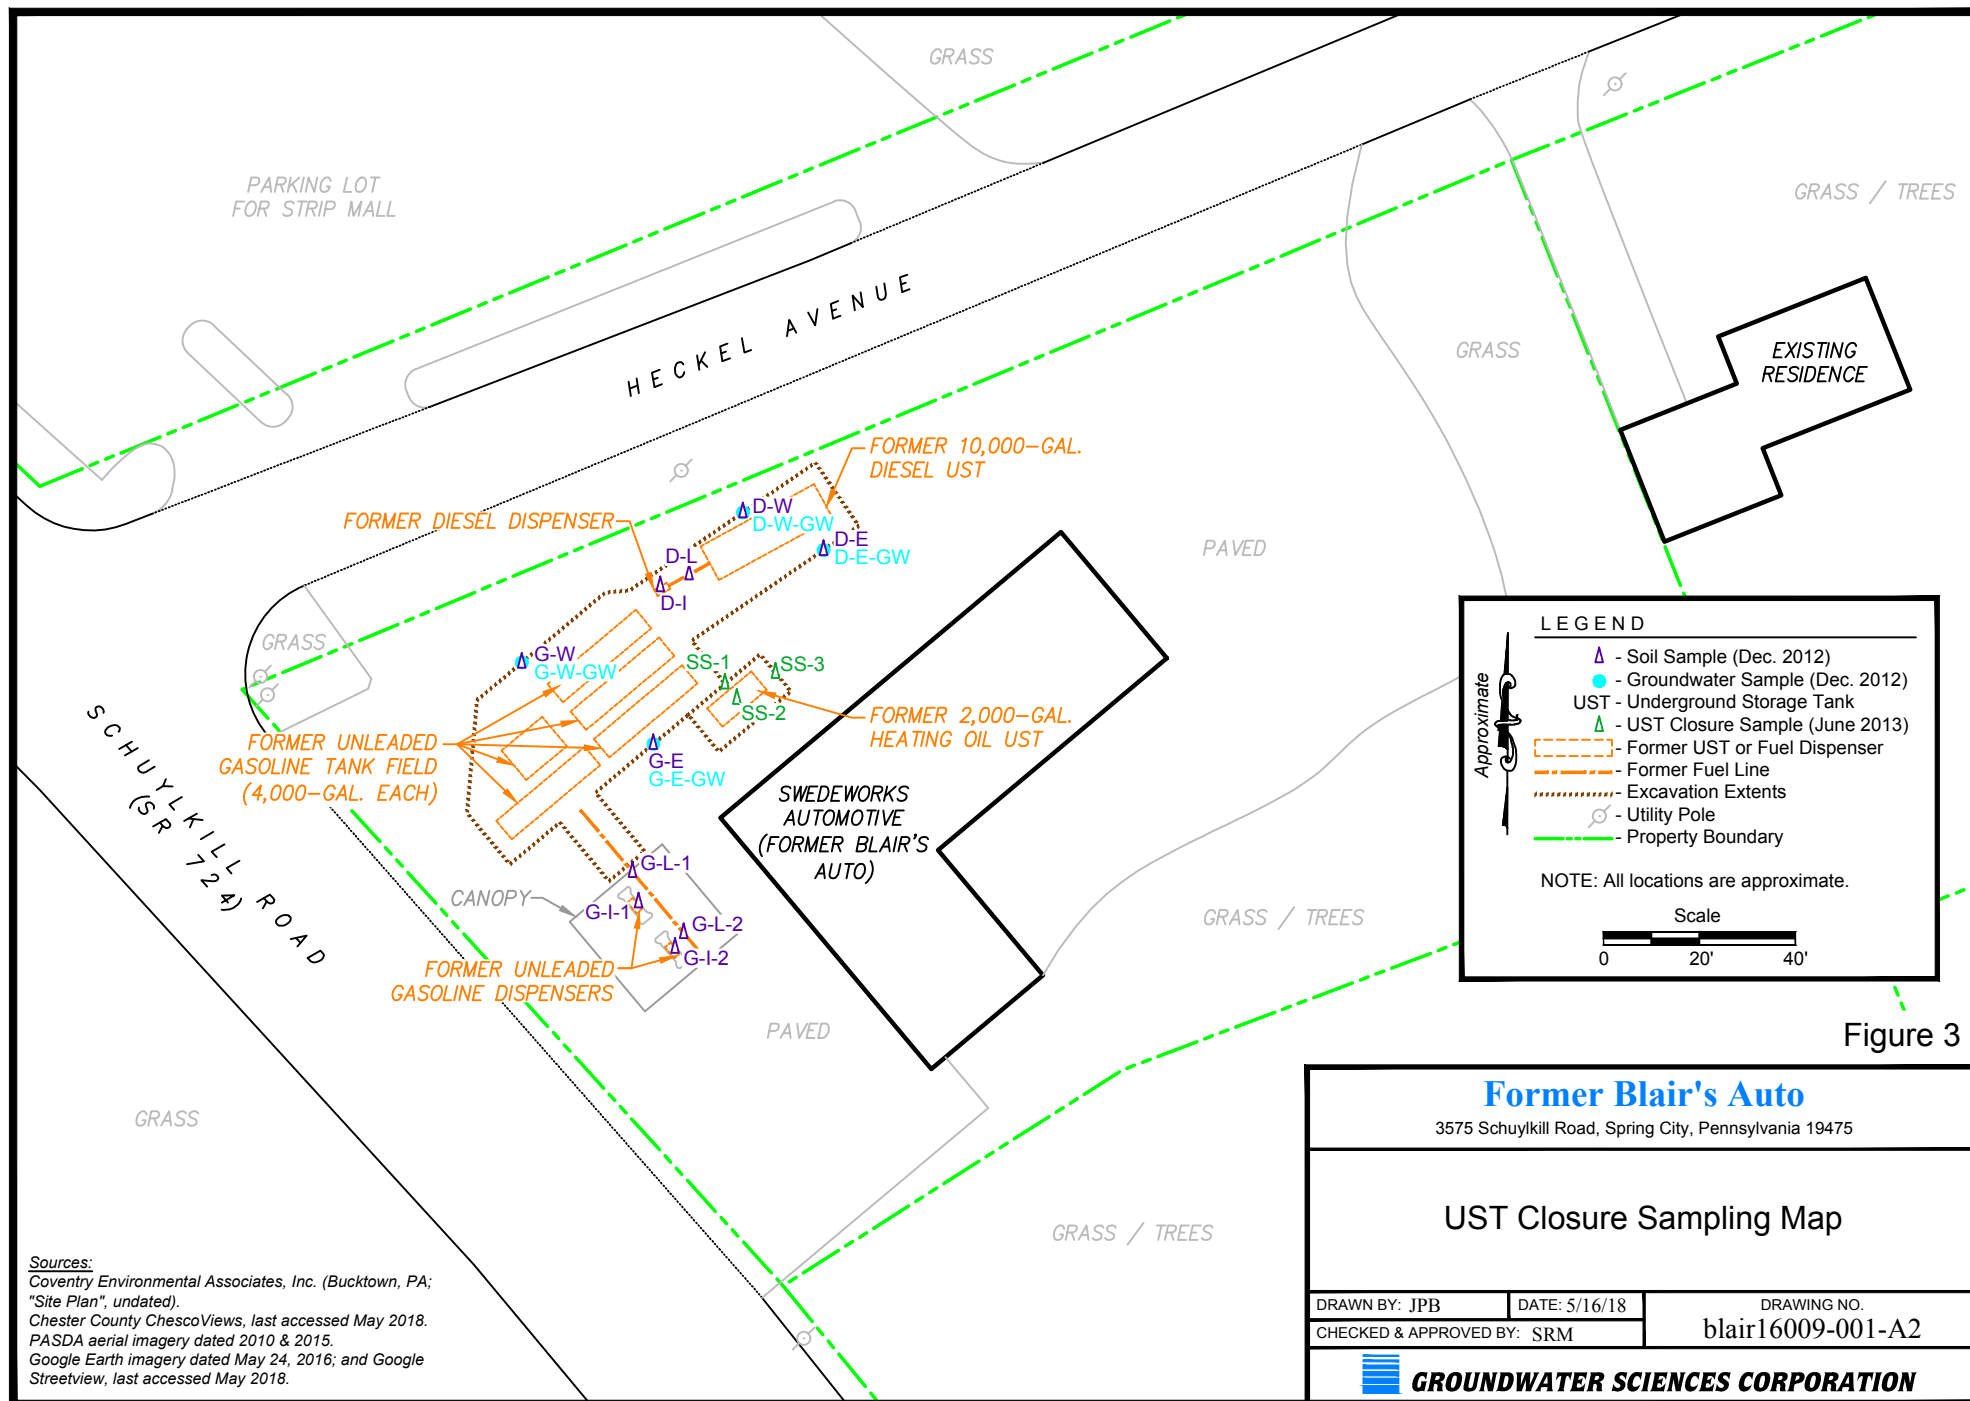 GRASS
PARKING LOT
FOR STRIP MALL
GRASS / TREES
HECKEL AVENUE
GRASS
EXISTING
RESIDENCE
FORMER 10,000-GAL.
DIESEL UST
FORMER DIESEL DISPENSER
D-W
D-W-GW
D-E
D-E-GW
D-L
D-I
PAVED
GRASS
G-W
G-W-GW
SS-1
SS-3
SS-2
FORMER 2,000-GAL.
HEATING OIL UST
FORMER UNLEADED
GASOLINE TANK FIELD
(4,000-GAL. EACH)
G-E
G-E-GW
SCHUYLKILL ROAD
(SR 724)
SWEDEWORKS
AUTOMOTIVE
(FORMER BLAIR'S
AUTO)
CANOPY
G-L-1
G-I-1
G-L-2
G-I-2
FORMER UNLEADED
GASOLINE DISPENSERS
GRASS / TREES
PAVED
GRASS
GRASS / TREES
LEGEND
- Soil Sample (Dec. 2012)
- Groundwater Sample (Dec. 2012)
UST - Underground Storage Tank
- UST Closure Sample (June 2013)
- Former UST or Fuel Dispenser
- Former Fuel Line
- Excavation Extents
- Utility Pole
- Property Boundary
Approximate
NOTE: All locations are approximate.
Scale
0 20' 40'
Figure 3
Former Blair's Auto
3575 Schuylkill Road, Spring City, Pennsylvania 19475
UST Closure Sampling Map
DRAWN BY: JPB
DATE: 5/16/18
CHECKED & APPROVED BY: SRM
DRAWING NO.
blair16009-001-A2
GROUNDWATER SCIENCES CORPORATION
Sources:
Coventry Environmental Associates, Inc. (Bucktown, PA;
"Site Plan", undated).
Chester County ChescoViews, last accessed May 2018.
PASDA aerial imagery dated 2010 & 2015.
Google Earth imagery dated May 24, 2016; and Google
Streetview, last accessed May 2018.